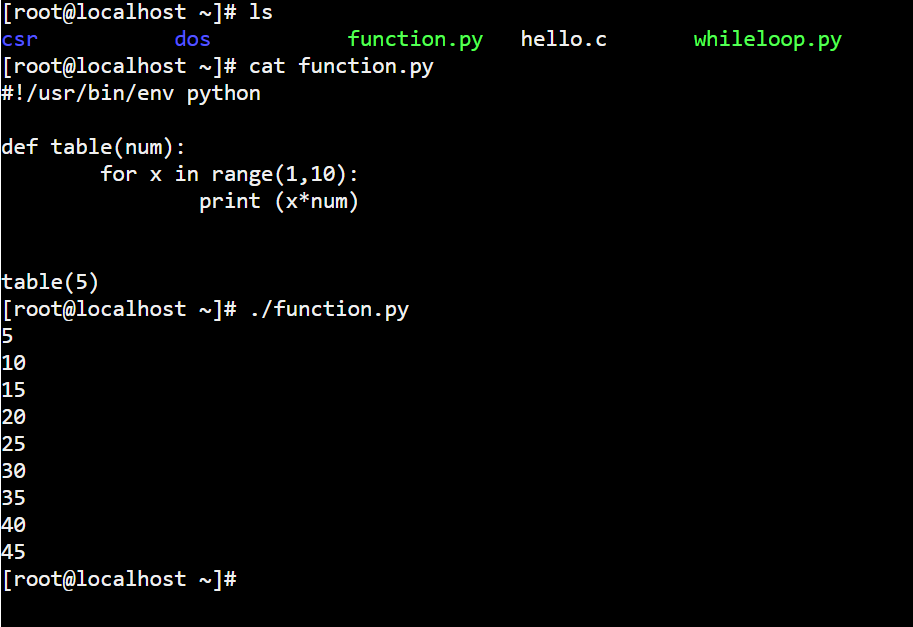 [root@localhost ~]# ls
csr           dos           function.py   hello.c       whileloop.py
[root@localhost ~]# cat function.py
#!/usr/bin/env python

def table(num):
        for x in range(1,10):
                print (x*num)


table(5)
[root@localhost ~]# ./function.py
5
10
15
20
25
30
35
40
45
[root@localhost ~]#